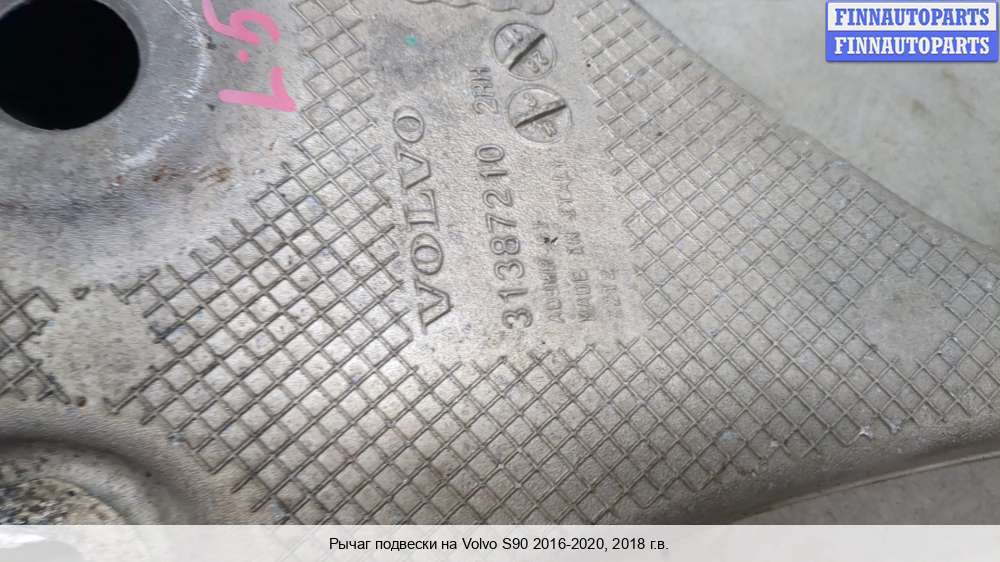 FINNAUTOPARTS
FINNAUTOPARTS
VOLVO
31387210 2RH
MADE IN ITALY
Рычаг подвески на Volvo S90 2016-2020, 2018 г.в.